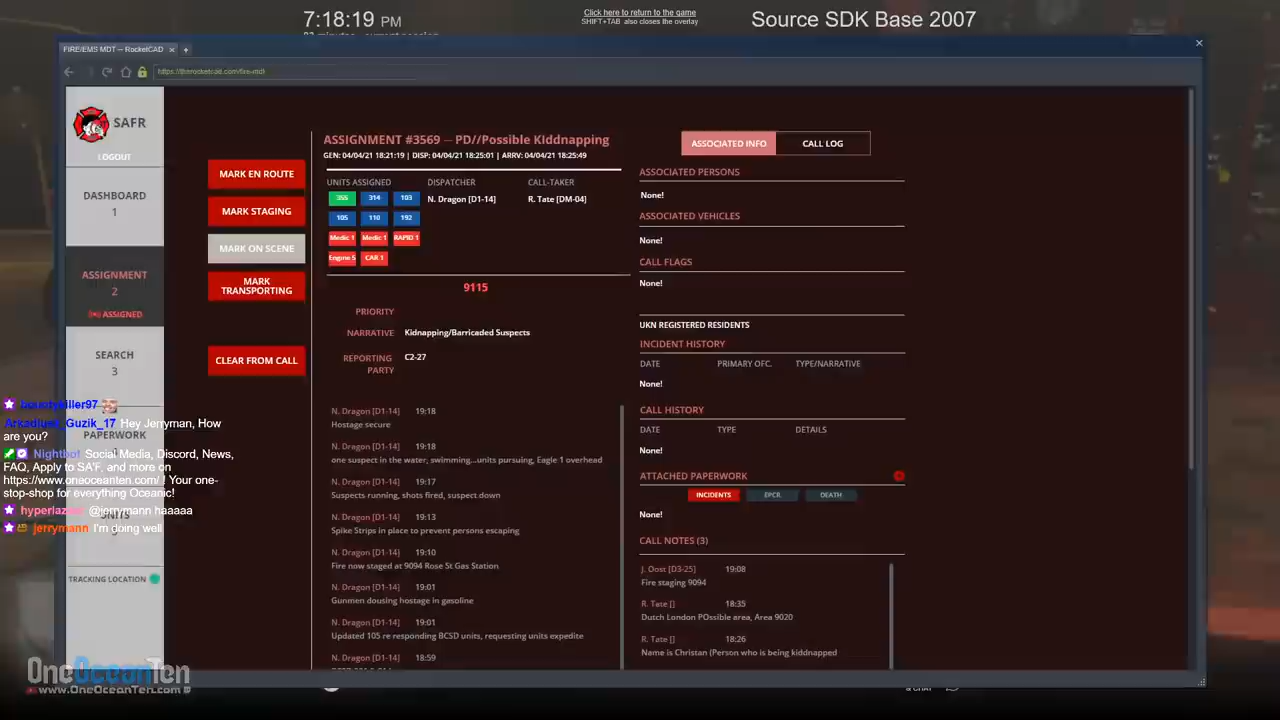 7:18:19 PM
Click here to return to the game
SHIFT+TAB also closes the overlay
Source SDK Base 2007
FIRE/EMS MDT -- RocketCAD
SAFR
LOGOUT
DASHBOARD
1
ASSIGNMENT
2
ASSIGNED
SEARCH
3
PAPERWORK
UNITS
TRACKING LOCATION
MARK EN ROUTE
MARK STAGING
MARK ON SCENE
MARK
TRANSPORTING
CLEAR FROM CALL
ASSIGNMENT #3569 -- PD//Possible KIddnapping
GEN: 04/04/21 18:21:19 | DISP: 04/04/21 18:25:01 | ARRV: 04/04/21 18:25:49
UNITS ASSIGNED DISPATCHER CALL-TAKER
355 314 103 N. Dragon [D1-14] R. Tate [DM-04]
105 110 192
Medic 1 Medic 1 RAPID 1
Engine 5 CAR 1
9115
PRIORITY
NARRATIVE Kidnapping/Barricaded Suspects
REPORTING PARTY C2-27
N. Dragon [D1-14] 19:18
Hostage secure
N. Dragon [D1-14] 19:18
one suspect in the water, swimming...units pursuing, Eagle 1 overhead
N. Dragon [D1-14] 19:17
Suspects running, shots fired, suspect down
N. Dragon [D1-14] 19:13
Spike Strips in place to prevent persons escaping
N. Dragon [D1-14] 19:10
Fire now staged at 9094 Rose St Gas Station
N. Dragon [D1-14] 19:01
Gunmen dousing hostage in gasoline
N. Dragon [D1-14] 19:01
Updated 105 re responding BCSD units, requesting units expedite
N. Dragon [D1-14] 18:59
ASSOCIATED INFO CALL LOG
ASSOCIATED PERSONS
None!
ASSOCIATED VEHICLES
None!
CALL FLAGS
None!
UKN REGISTERED RESIDENTS
INCIDENT HISTORY
DATE PRIMARY OFC. TYPE/NARRATIVE
None!
CALL HISTORY
DATE TYPE DETAILS
None!
ATTACHED PAPERWORK
INCIDENTS EPCR DEATH
None!
CALL NOTES (3)
J. Oost [D3-25] 19:08
Fire staging 9094
R. Tate [] 18:35
Dutch London POssible area, Area 9020
R. Tate [] 18:26
Name is Christan (Person who is being kiddnapped
bountykiller97
Hey Jerryman, How
are you?
Nightbot Social Media, Discord, News,
FAQ, Apply to SA'F, and more on
https://www.oneoceanten.com/ ! Your one-
stop-shop for everything Oceanic!
@jerrymann haaaaa
jerrymann I'm doing well
OneOceanTen
www.OneOceanTen.com